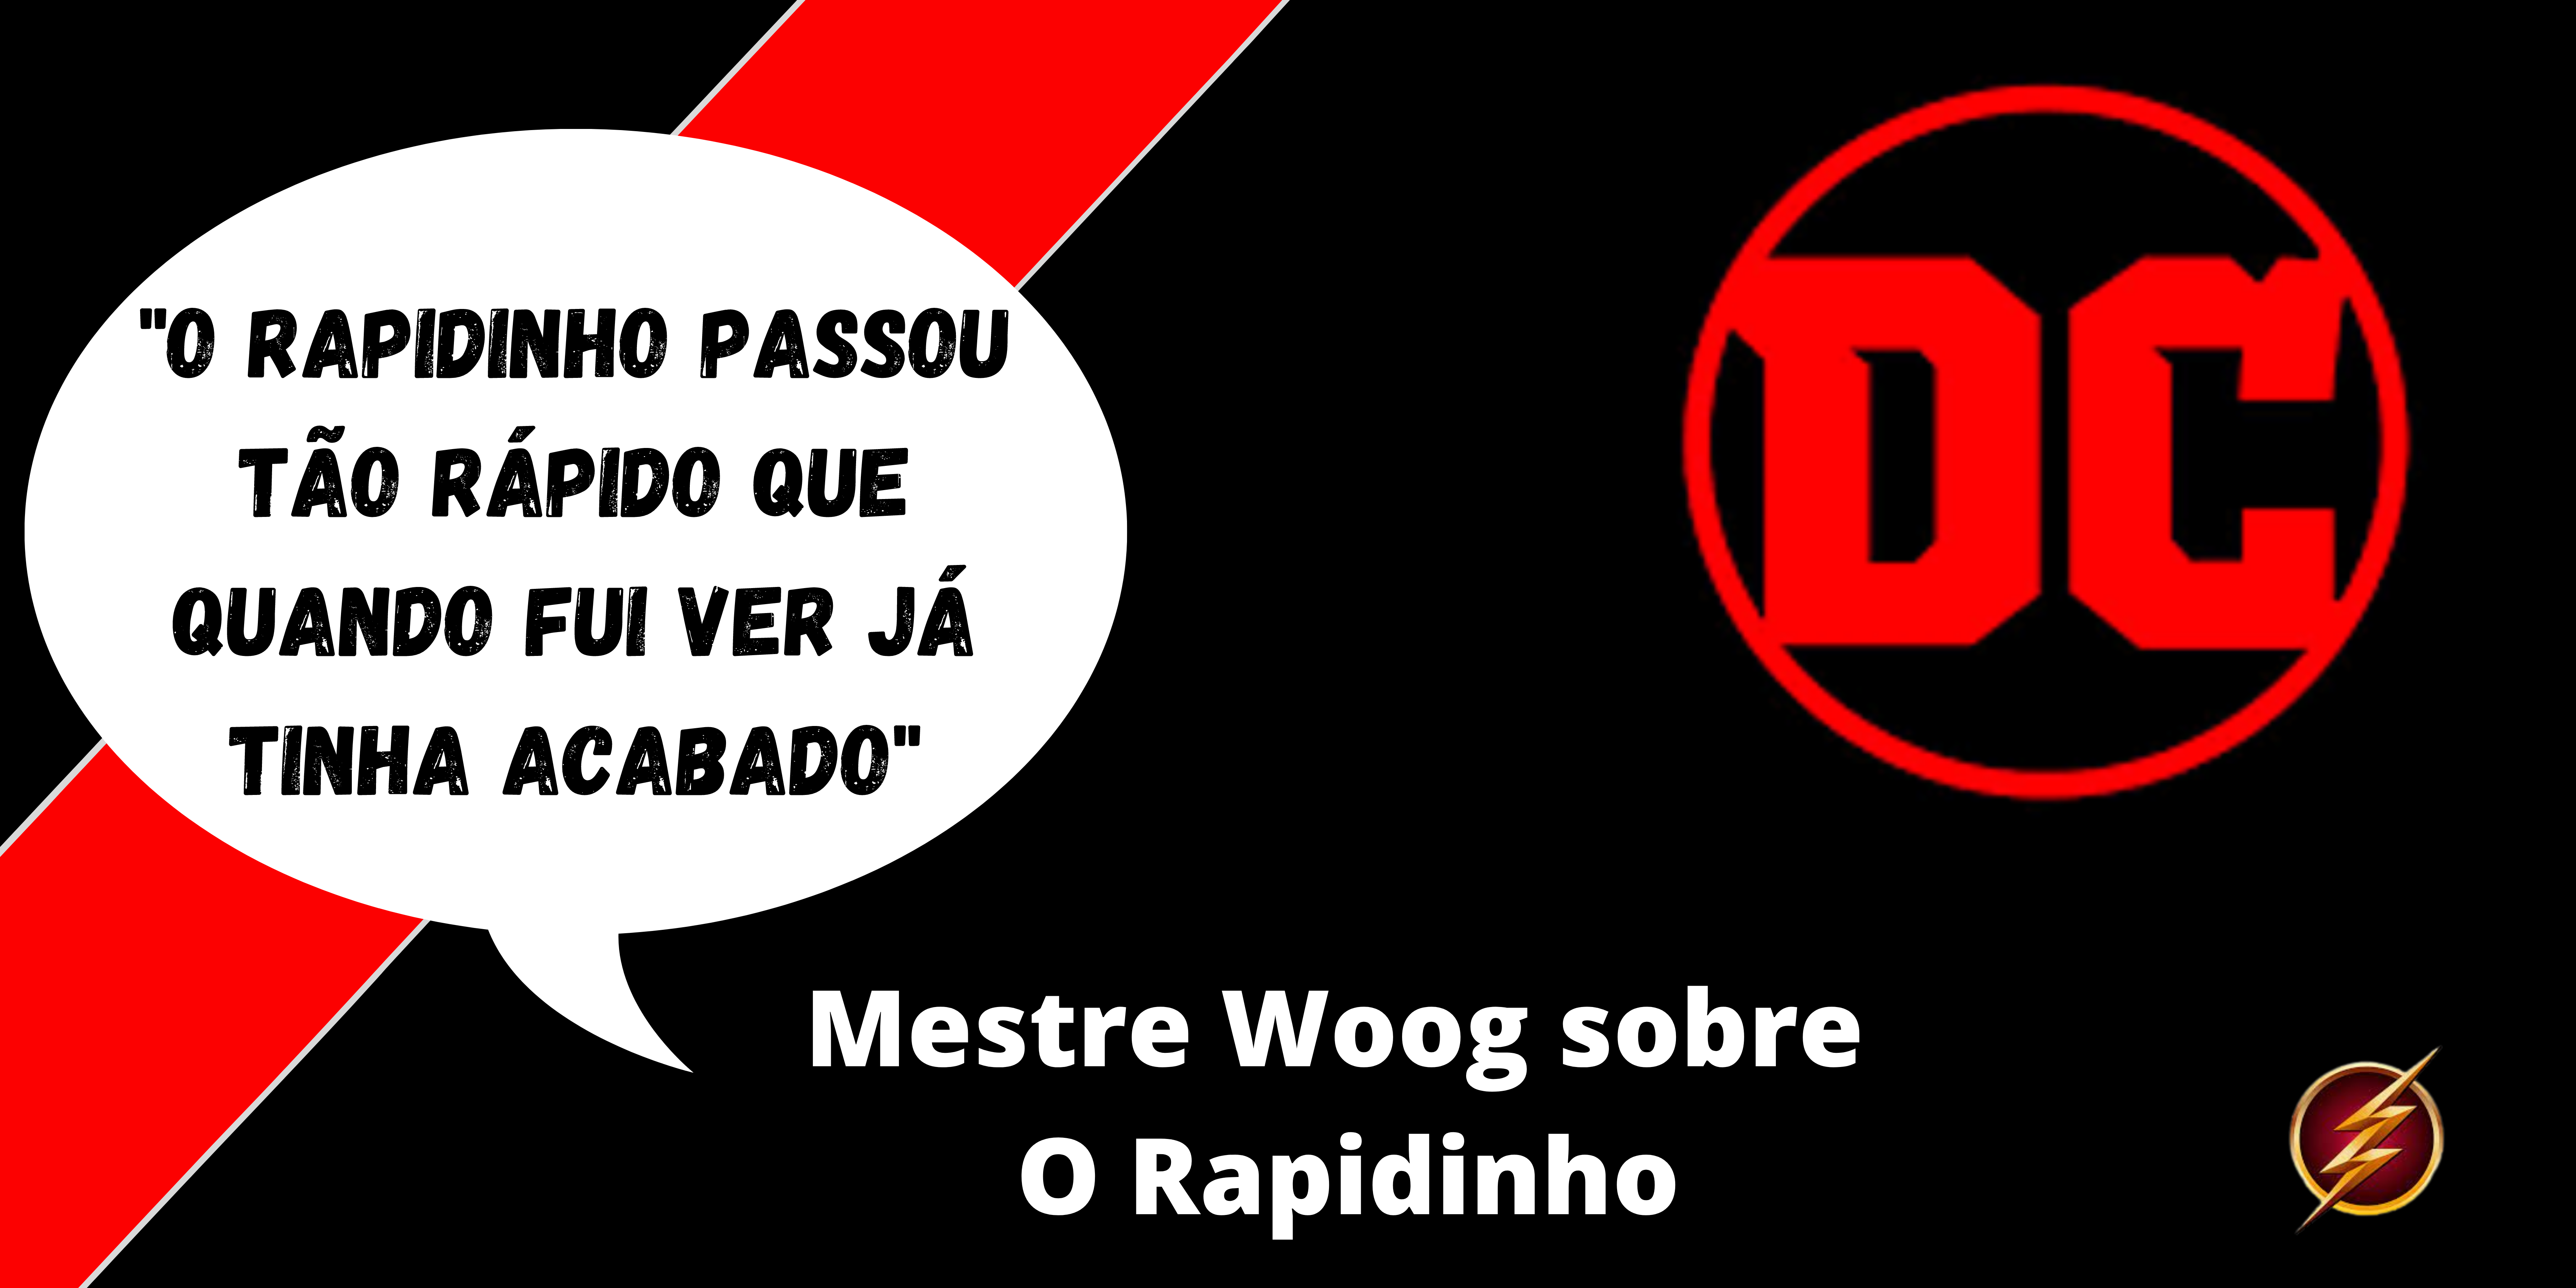 "O RAPIDINHO PASSOU
TÃO RÁPIDO QUE
QUANDO FUI VER JÁ
TINHA ACABADO"
DC
Mestre Woog sobre
O Rapidinho